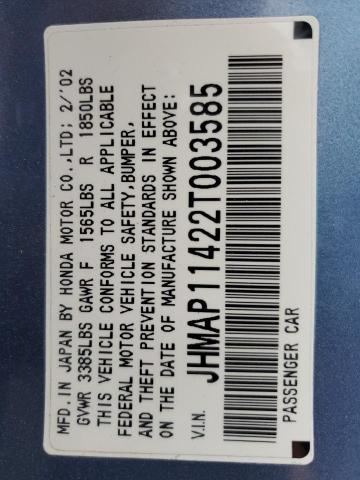 MFD. IN JAPAN BY HONDA MOTOR CO.,LTD; 2/'02
GVWR 3385LBS GAWR F 1565LBS R 1850LBS
THIS VEHICLE CONFORMS TO ALL APPLICABLE
FEDERAL MOTOR VEHICLE SAFETY,BUMPER,
AND THEFT PREVENTION STANDARDS IN EFFECT
ON THE DATE OF MANUFACTURE SHOWN ABOVE:
V.I.N. JHMAP11422T003585
PASSENGER CAR